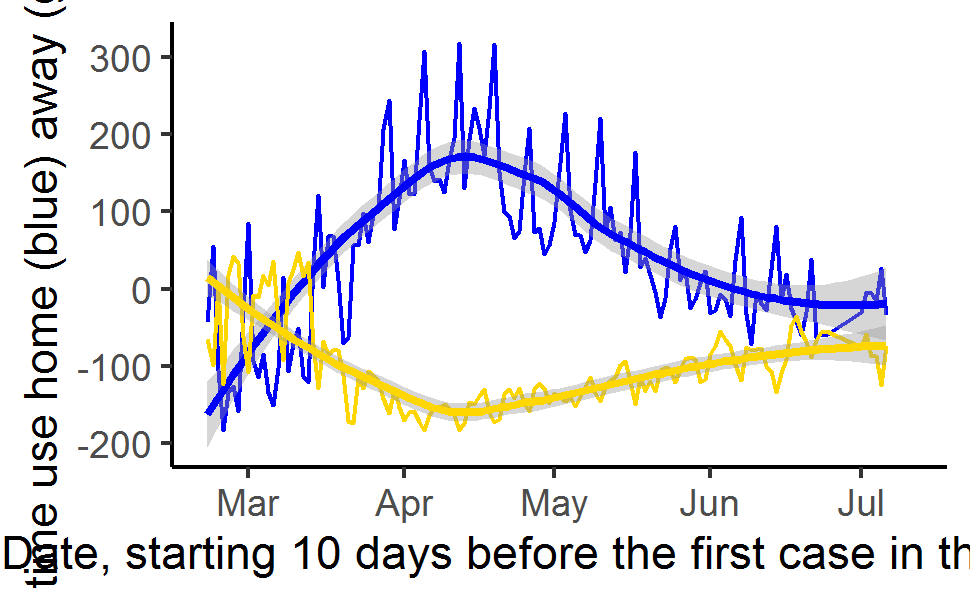 time use home (blue) away (
300
200
100
0
-100
-200
Mar Apr May Jun Jul
Date, starting 10 days before the first case in th